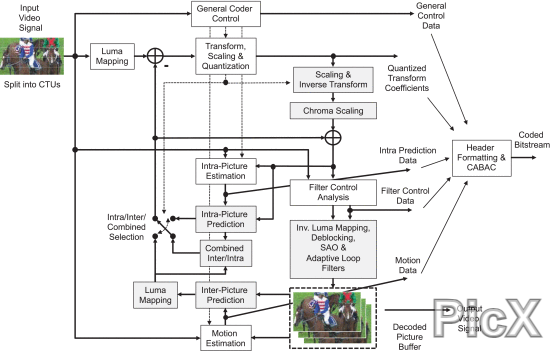 Input
Video
Signal
Split into CTUs
General Coder
Control
General
Control
Data
Luma
Mapping
-
Transform,
Scaling &
Quantization
Quantized
Transform
Coefficients
Scaling &
Inverse Transform
Chroma Scaling
Intra Prediction
Data
Header
Formatting &
CABAC
Coded
Bitstream
Intra-Picture
Estimation
Filter Control
Analysis
Filter Control
Data
Intra/Inter/
Combined
Selection
Intra-Picture
Prediction
Combined
Inter/Intra
Inv. Luma Mapping,
Deblocking,
SAO &
Adaptive Loop
Filters
Motion
Data
Luma
Mapping
Inter-Picture
Prediction
Motion
Estimation
Decoded
Picture
Buffer
Output
Video
Signal
PicX